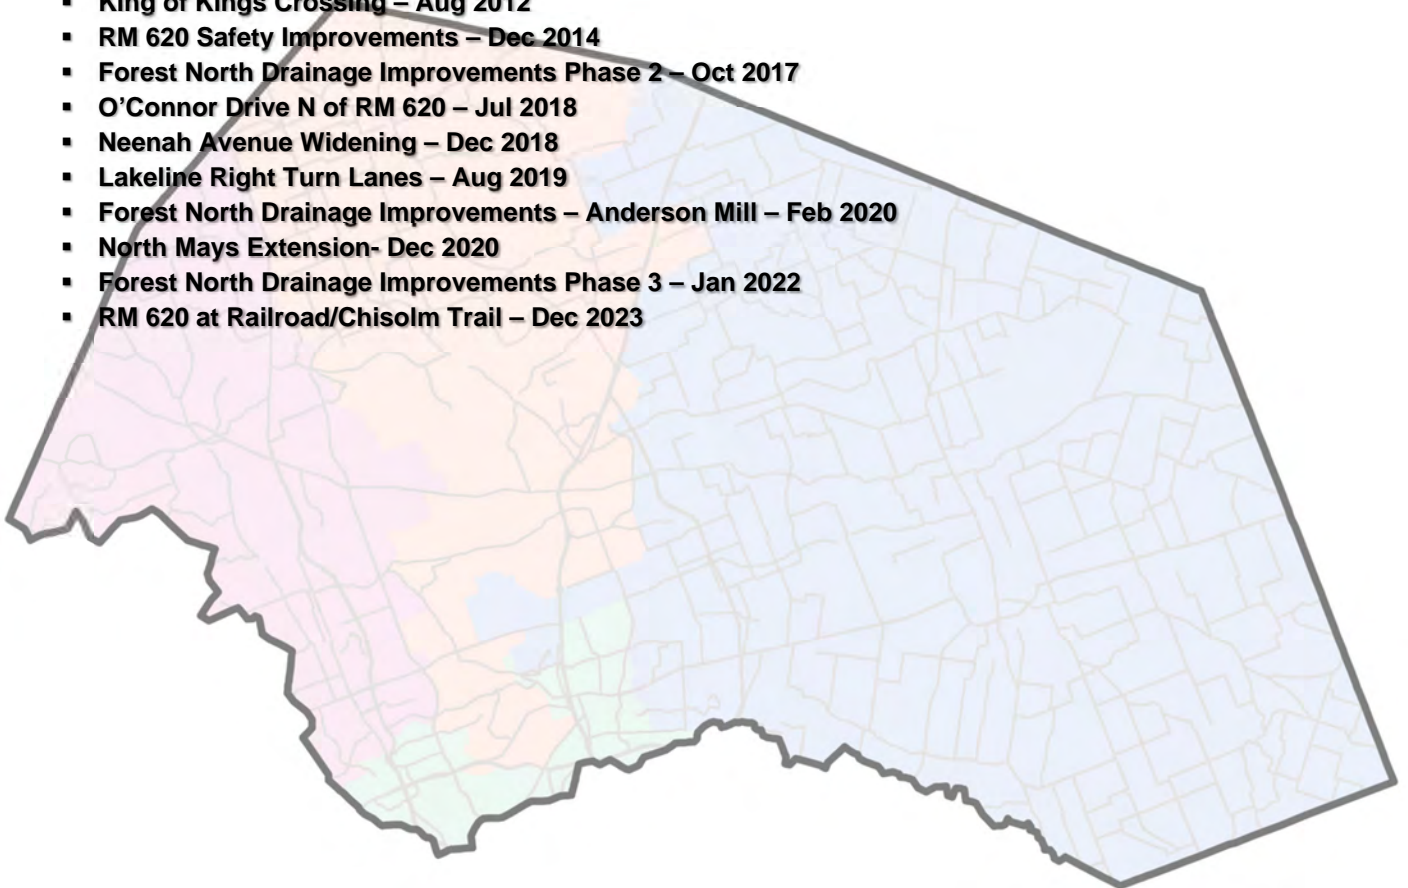 ▪ King of Kings Crossing – Aug 2012
▪ RM 620 Safety Improvements – Dec 2014
▪ Forest North Drainage Improvements Phase 2 – Oct 2017
▪ O’Connor Drive N of RM 620 – Jul 2018
▪ Neenah Avenue Widening – Dec 2018
▪ Lakeline Right Turn Lanes – Aug 2019
▪ Forest North Drainage Improvements – Anderson Mill – Feb 2020
▪ North Mays Extension- Dec 2020
▪ Forest North Drainage Improvements Phase 3 – Jan 2022
▪ RM 620 at Railroad/Chisolm Trail – Dec 2023